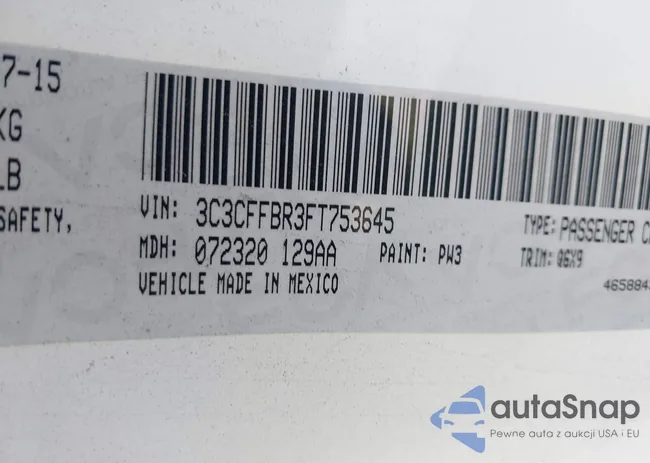 7-15
KG
LB
SAFETY,
VIN: 3C3CFFBR3FT753645
TYPE: PASSENGER C
MDH: 072320 129AA PAINT: PW3
TRIM: Q6X9
VEHICLE MADE IN MEXICO
465884
autaSnap
Pewne auta z aukcji USA i EU